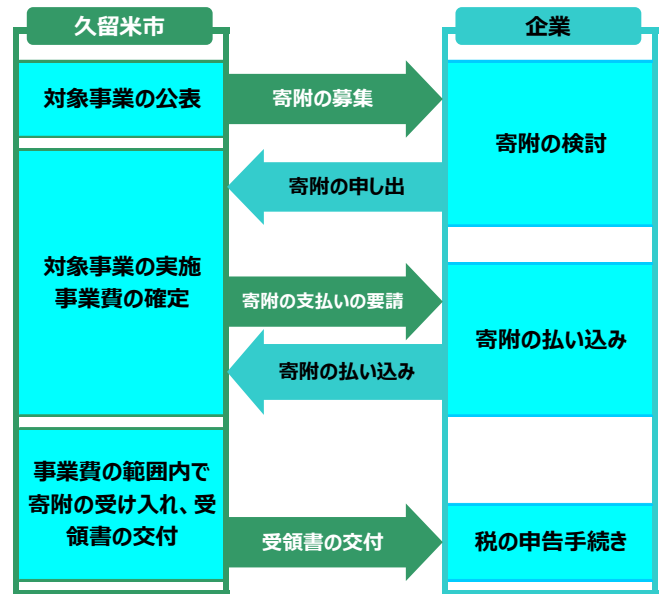 久留米市
企業
対象事業の公表
寄附の募集
寄附の検討
寄附の申し出
対象事業の実施
事業費の確定
寄附の支払いの要請
寄附の払い込み
寄附の払い込み
事業費の範囲内で
寄附の受け入れ、受
領書の交付
受領書の交付
税の申告手続き